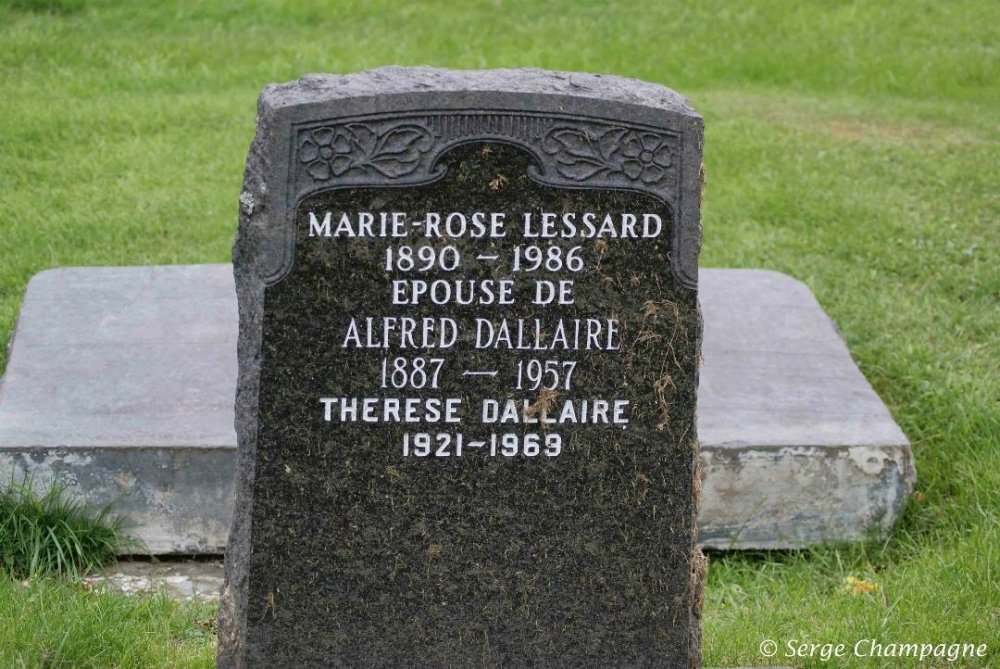 MARIE-ROSE LESSARD
1890 – 1986
EPOUSE DE
ALFRED DALLAIRE
1887 — 1957
THERESE DALLAIRE
1921-1969
© Serge Champagne